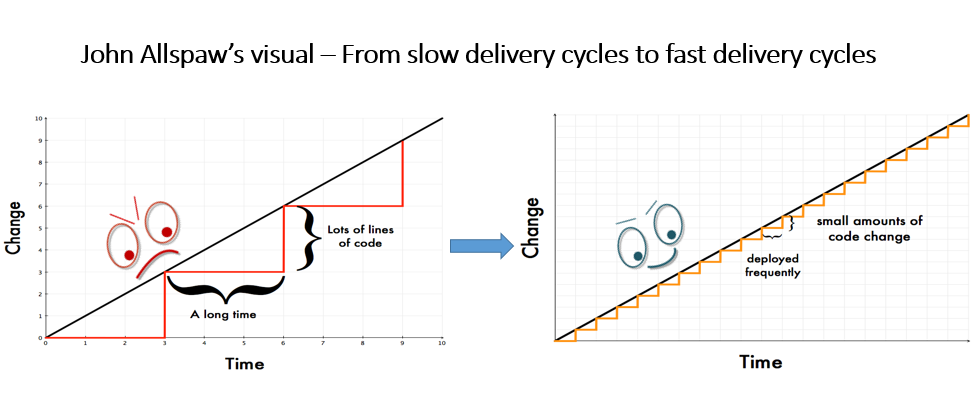 John Allspaw’s visual – From slow delivery cycles to fast delivery cycles
10
9
8
7
6
5
4
3
2
1
0
0 1 2 3 4 5 6 7 8 9 10
Change
Time
Lots of lines
of code
A long time
Change
Time
small amounts of
code change
deployed
frequently